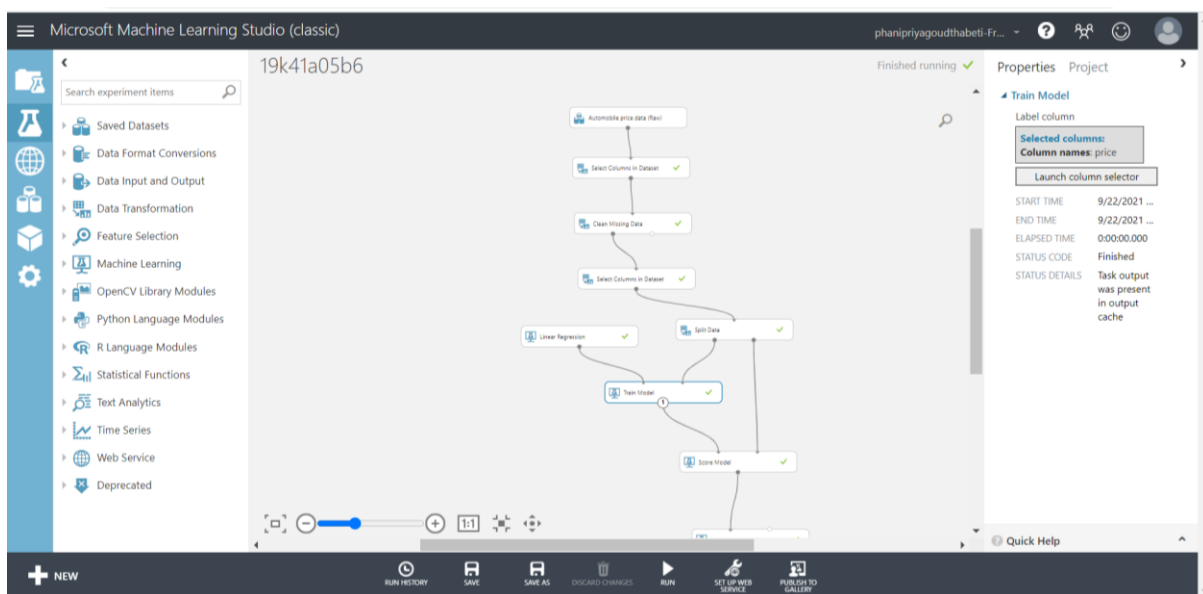 Microsoft Machine Learning Studio (classic)
phanipriyagoudthabeti-Fr...
?
19k41a05b6
Finished running
Search experiment items
Saved Datasets
Data Format Conversions
Data Input and Output
Data Transformation
Feature Selection
Machine Learning
OpenCV Library Modules
Python Language Modules
R Language Modules
Statistical Functions
Text Analytics
Time Series
Web Service
Deprecated
Automobile price data (Raw)
Select Columns in Dataset
Clean Missing Data
Select Columns in Dataset
Split Data
Linear Regression
Train Model
1
Score Model
1:1
Properties Project
Train Model
Label column
Selected columns:
Column names: price
Launch column selector
START TIME 9/22/2021 ...
END TIME 9/22/2021 ...
ELAPSED TIME 0:00:00.000
STATUS CODE Finished
STATUS DETAILS Task output
was present
in output
cache
? Quick Help
NEW
RUN HISTORY
SAVE
SAVE AS
DISCARD CHANGES
RUN
SET UP WEB
SERVICE
PUBLISH TO
GALLERY